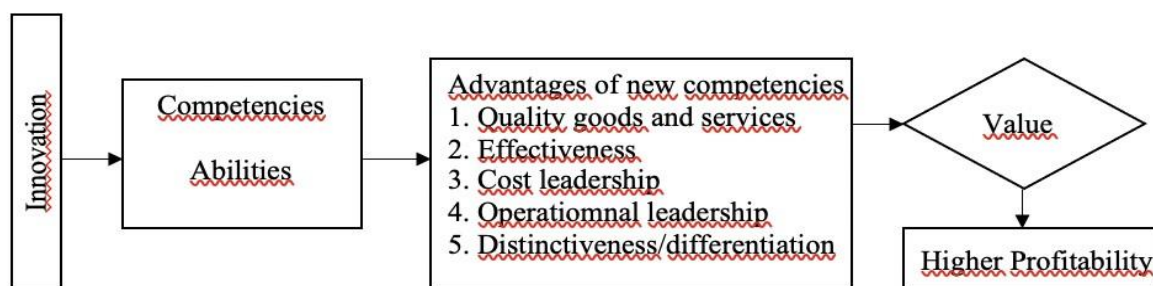 Innovation
Competencies
Abilities
Advantages of new competencies
1. Quality goods and services
2. Effectiveness
3. Cost leadership
4. Operatiomnal leadership
5. Distinctiveness/differentiation
Value
Higher Profitability